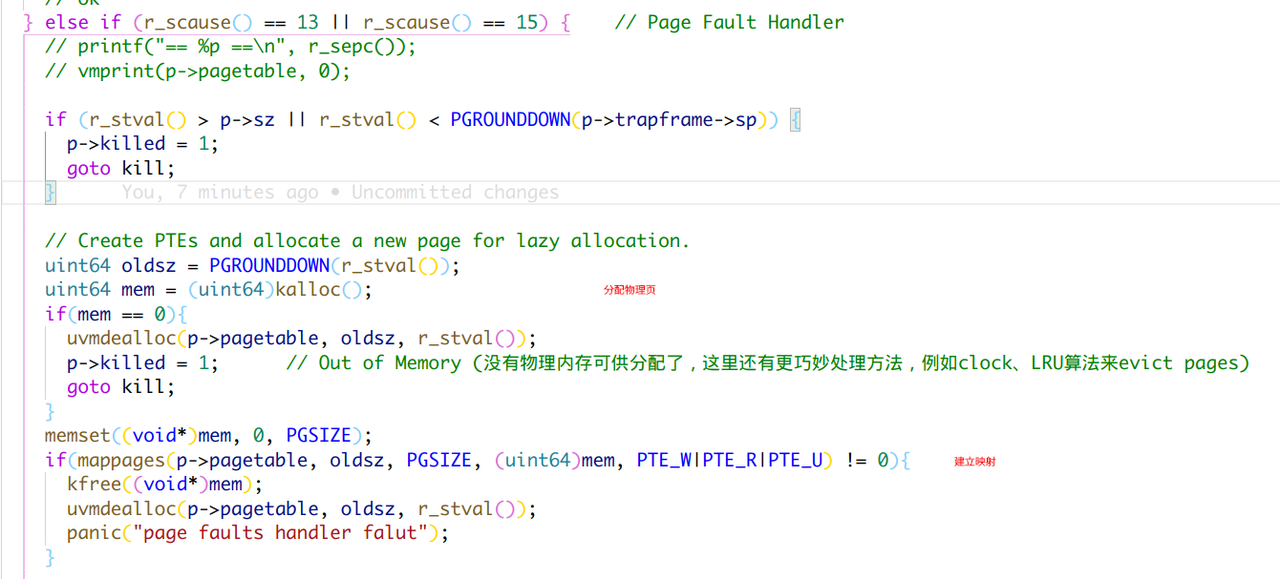 // ok
} else if (r_scause() == 13 || r_scause() == 15) {    // Page Fault Handler
// printf("== %p ==\n", r_sepc());
// vmprint(p->pagetable, 0);
if (r_stval() > p->sz || r_stval() < PGROUNDDOWN(p->trapframe->sp)) {
p->killed = 1;
goto kill;
}      You, 7 minutes ago • Uncommitted changes
// Create PTEs and allocate a new page for lazy allocation.
uint64 oldsz = PGROUNDDOWN(r_stval());
uint64 mem = (uint64)kalloc();    分配物理页
if(mem == 0){
uvmdealloc(p->pagetable, oldsz, r_stval());
p->killed = 1;      // Out of Memory (没有物理内存可供分配了，这里还有更巧妙处理方法，例如clock、LRU算法来evict pages)
goto kill;
}
memset((void*)mem, 0, PGSIZE);
if(mappages(p->pagetable, oldsz, PGSIZE, (uint64)mem, PTE_W|PTE_R|PTE_U) != 0){    建立映射
kfree((void*)mem);
uvmdealloc(p->pagetable, oldsz, r_stval());
panic("page faults handler falut");
}